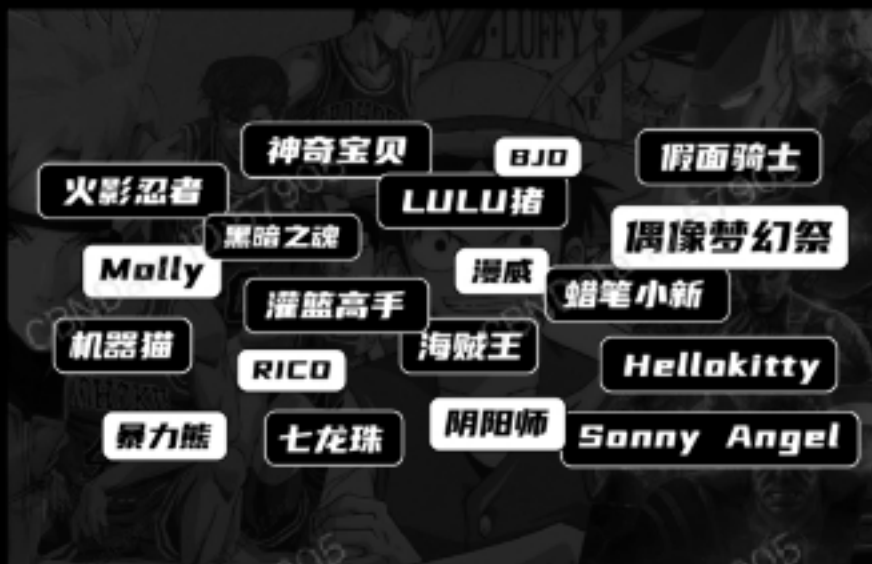 神奇宝贝
BJD
假面骑士
火影忍者
LULU猪
黑暗之魂
偶像梦幻祭
Molly
漫威
灌篮高手
蜡笔小新
机器猫
海贼王
RICO
Hellokitty
暴力熊
七龙珠
阴阳师
Sonny Angel
LUFFY